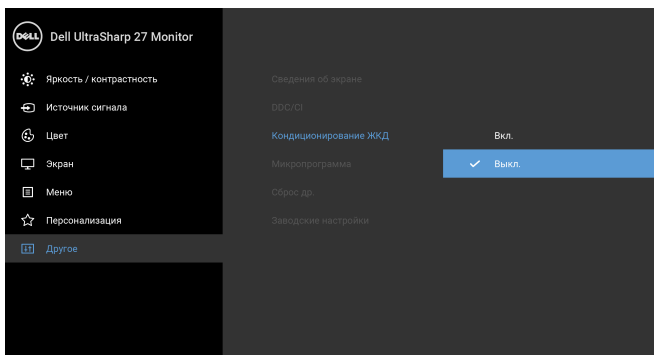 DELL Dell UltraSharp 27 Monitor
Яркость / контрастность
Источник сигнала
Цвет
Экран
Меню
Персонализация
Другое
Сведения об экране
DDC/CI
Кондиционирование ЖКД
Микропрограмма
Сброс др.
Заводские настройки
Вкл.
Выкл.